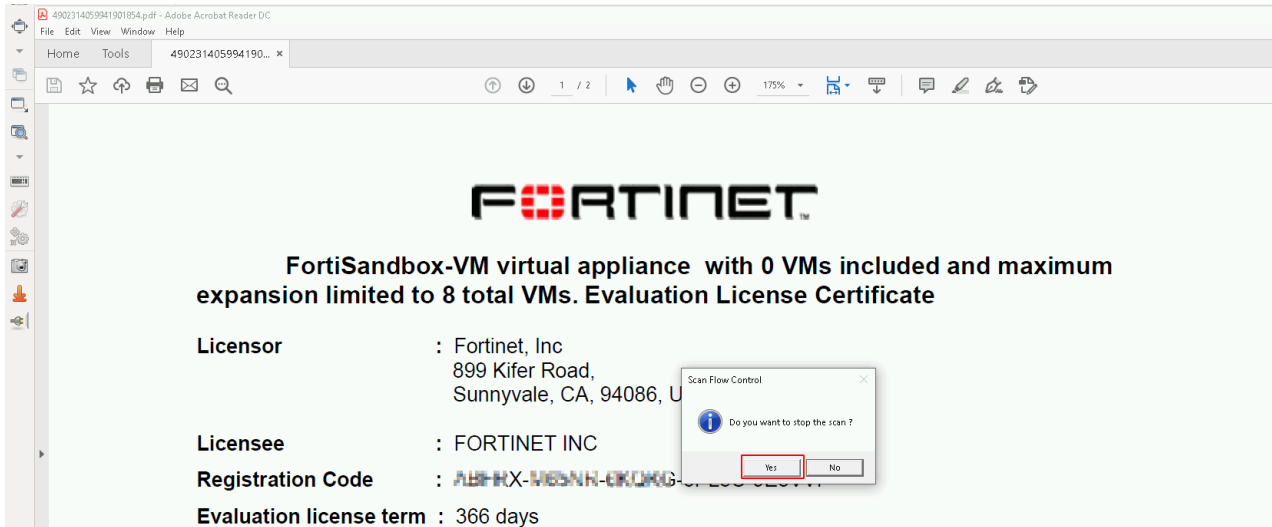 4902314059941901854.pdf - Adobe Acrobat Reader DC
File Edit View Window Help
Home Tools 490231405994190... ×
1 / 2 175%
FORTINET
FortiSandbox-VM virtual appliance with 0 VMs included and maximum
expansion limited to 8 total VMs. Evaluation License Certificate
Licensor : Fortinet, Inc
899 Kifer Road,
Sunnyvale, CA, 94086, U
Scan Flow Control
Do you want to stop the scan ?
Yes No
Licensee : FORTINET INC
Registration Code :
Evaluation license term : 366 days